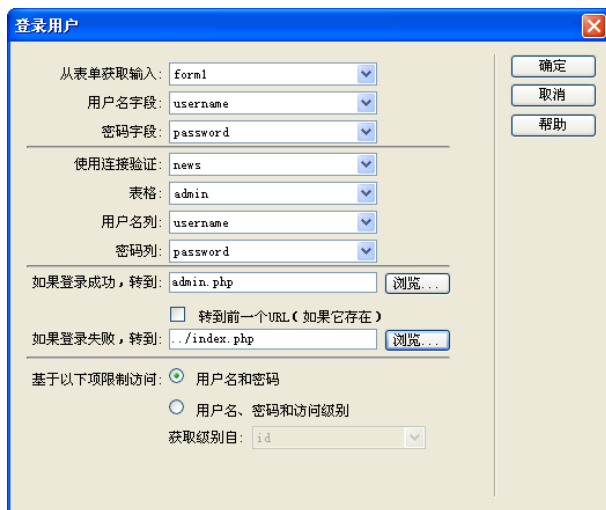 登录用户
从表单获取输入: form1
确定
用户名字段: username
取消
密码字段: password
帮助
使用连接验证: news
表格: admin
用户名列: username
密码列: password
如果登录成功，转到: admin.php 浏览...
转到前一个URL(如果它存在)
如果登录失败，转到: ../index.php 浏览...
基于以下项限制访问: 用户名和密码
用户名、密码和访问级别
获取级别自: id